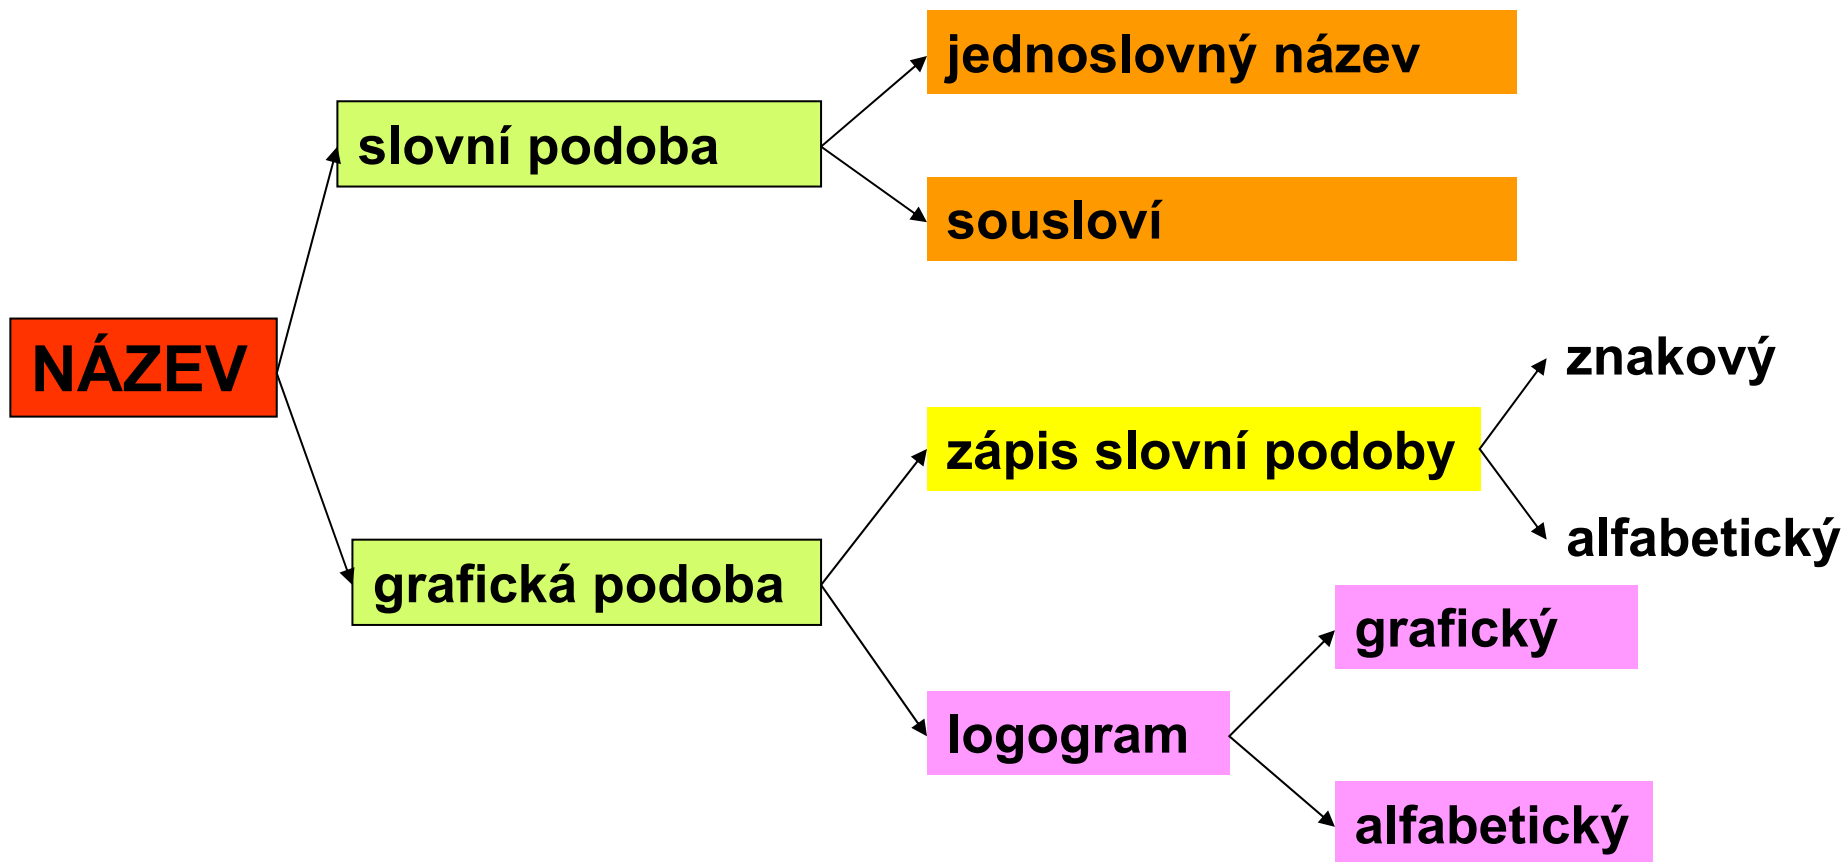 jednoslovný název
slovní podoba
sousloví
NÁZEV
znakový
zápis slovní podoby
alfabetický
grafická podoba
grafický
logogram
alfabetický